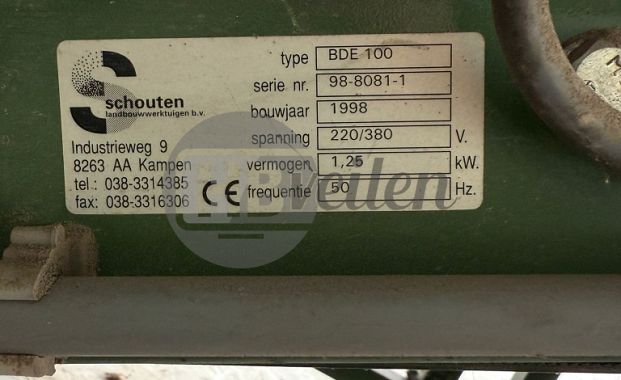 schouten
landbouwwerktuigen b.v.
Industrieweg 9
8263 AA Kampen
tel.: 038-3314385
fax: 038-3316306
CE
type BDE 100
serie nr. 98-8081-1
bouwjaar 1998
spanning 220/380 V.
vermogen 1,25 kW.
frequentie 50 Hz.
HBveilen